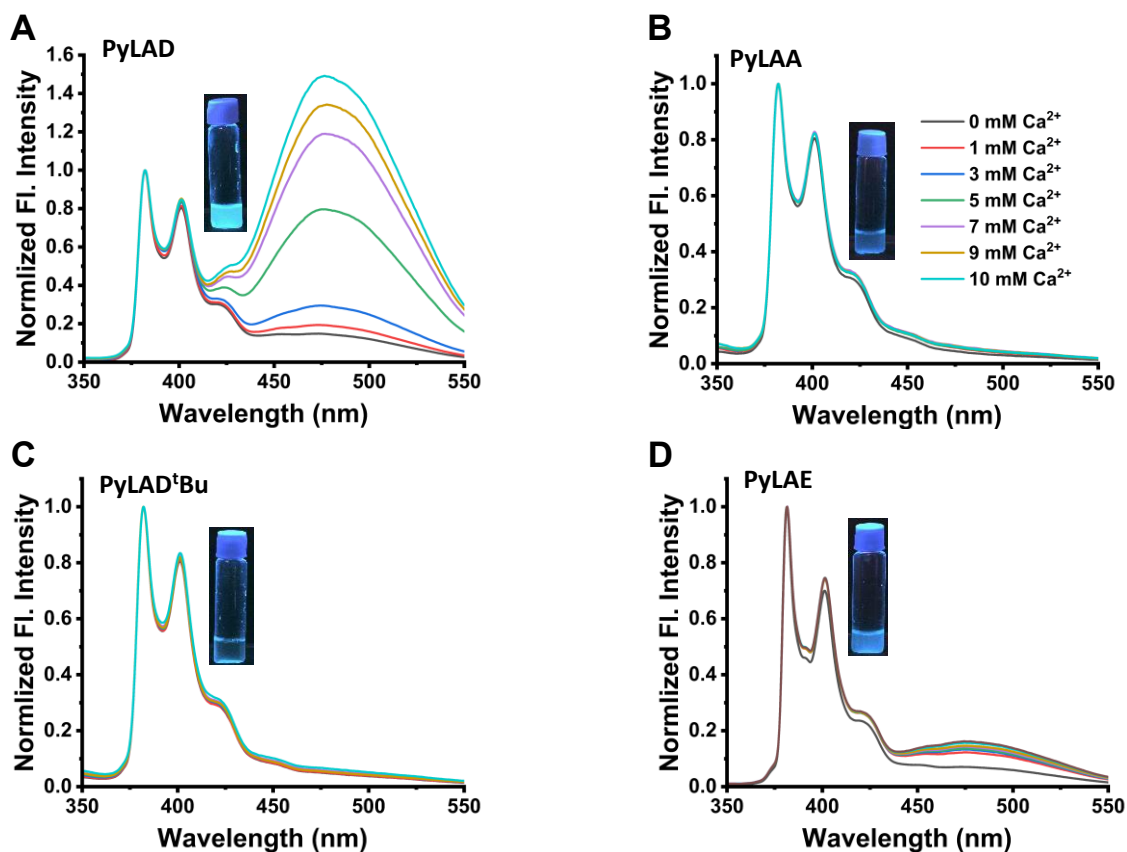 A
PyLAD
Normlized Fl. Intensity
1.6
1.4
1.2
1.0
0.8
0.6
0.4
0.2
0.0
350 400 450 500 550
Wavelength (nm)
B
PyLAA
Normlized Fl. Intensity
1.0
0.8
0.6
0.4
0.2
0.0
350 400 450 500 550
Wavelength (nm)
0 mM Ca²⁺
1 mM Ca²⁺
3 mM Ca²⁺
5 mM Ca²⁺
7 mM Ca²⁺
9 mM Ca²⁺
10 mM Ca²⁺
C
PyLADᵗBu
Normlized Fl. Intensity
1.0
0.8
0.6
0.4
0.2
0.0
350 400 450 500 550
Wavelength (nm)
D
PyLAE
Normlized Fl. Intensity
1.0
0.8
0.6
0.4
0.2
0.0
350 400 450 500 550
Wavelength (nm)